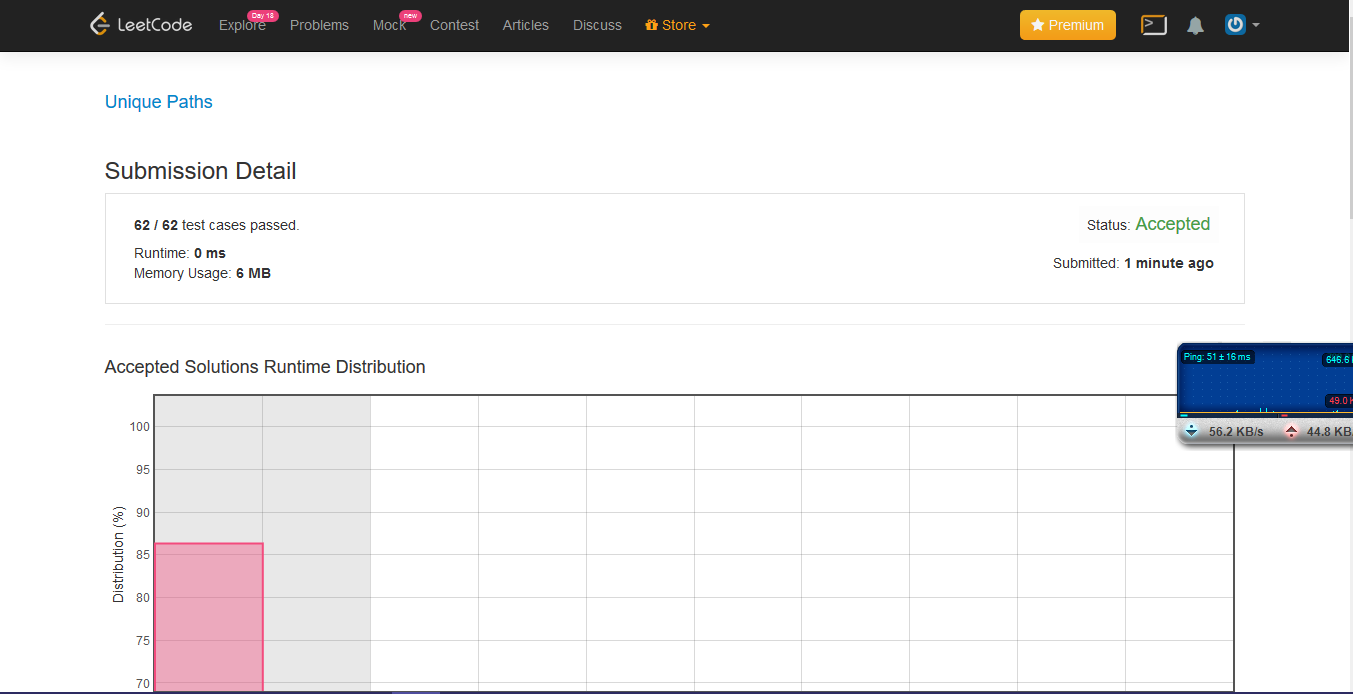 LeetCode Explore Day 18 Problems Mock new Contest Articles Discuss Store Premium
Unique Paths
Submission Detail
62 / 62 test cases passed.
Status: Accepted
Runtime: 0 ms
Memory Usage: 6 MB
Submitted: 1 minute ago
Accepted Solutions Runtime Distribution
Ping: 51 ± 16 ms
646.6
49.0
56.2 KB/s 44.8 KB
Distribution (%)
100
95
90
85
80
75
70